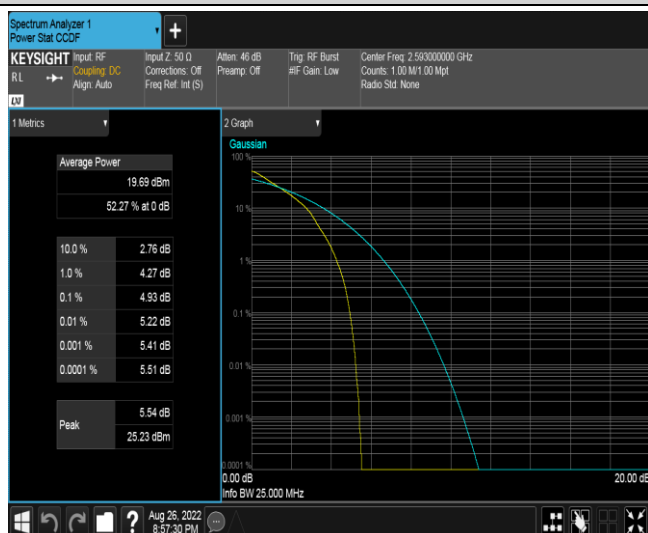 Spectrum Analyzer 1
Power Stat CCDF
+
KEYSIGHT
RL
LXI
Input: RF
Coupling: DC
Align: Auto
Input Z: 50 Ω
Corrections: Off
Freq Ref: Int (S)
Atten: 46 dB
Preamp: Off
Trig: RF Burst
#IF Gain: Low
Center Freq: 2.593000000 GHz
Counts: 1.00 M/1.00 Mpt
Radio Std: None
1 Metrics
Average Power
19.69 dBm
52.27 % at 0 dB
10.0 % 2.76 dB
1.0 % 4.27 dB
0.1 % 4.93 dB
0.01 % 5.22 dB
0.001 % 5.41 dB
0.0001 % 5.51 dB
Peak
5.54 dB
25.23 dBm
2 Graph
Gaussian
100 %
10 %
1 %
0.1 %
0.01 %
0.001 %
0.0001 %
0.00 dB
20.00 dB
Info BW 25.000 MHz
?
Aug 26, 2022
8:57:30 PM